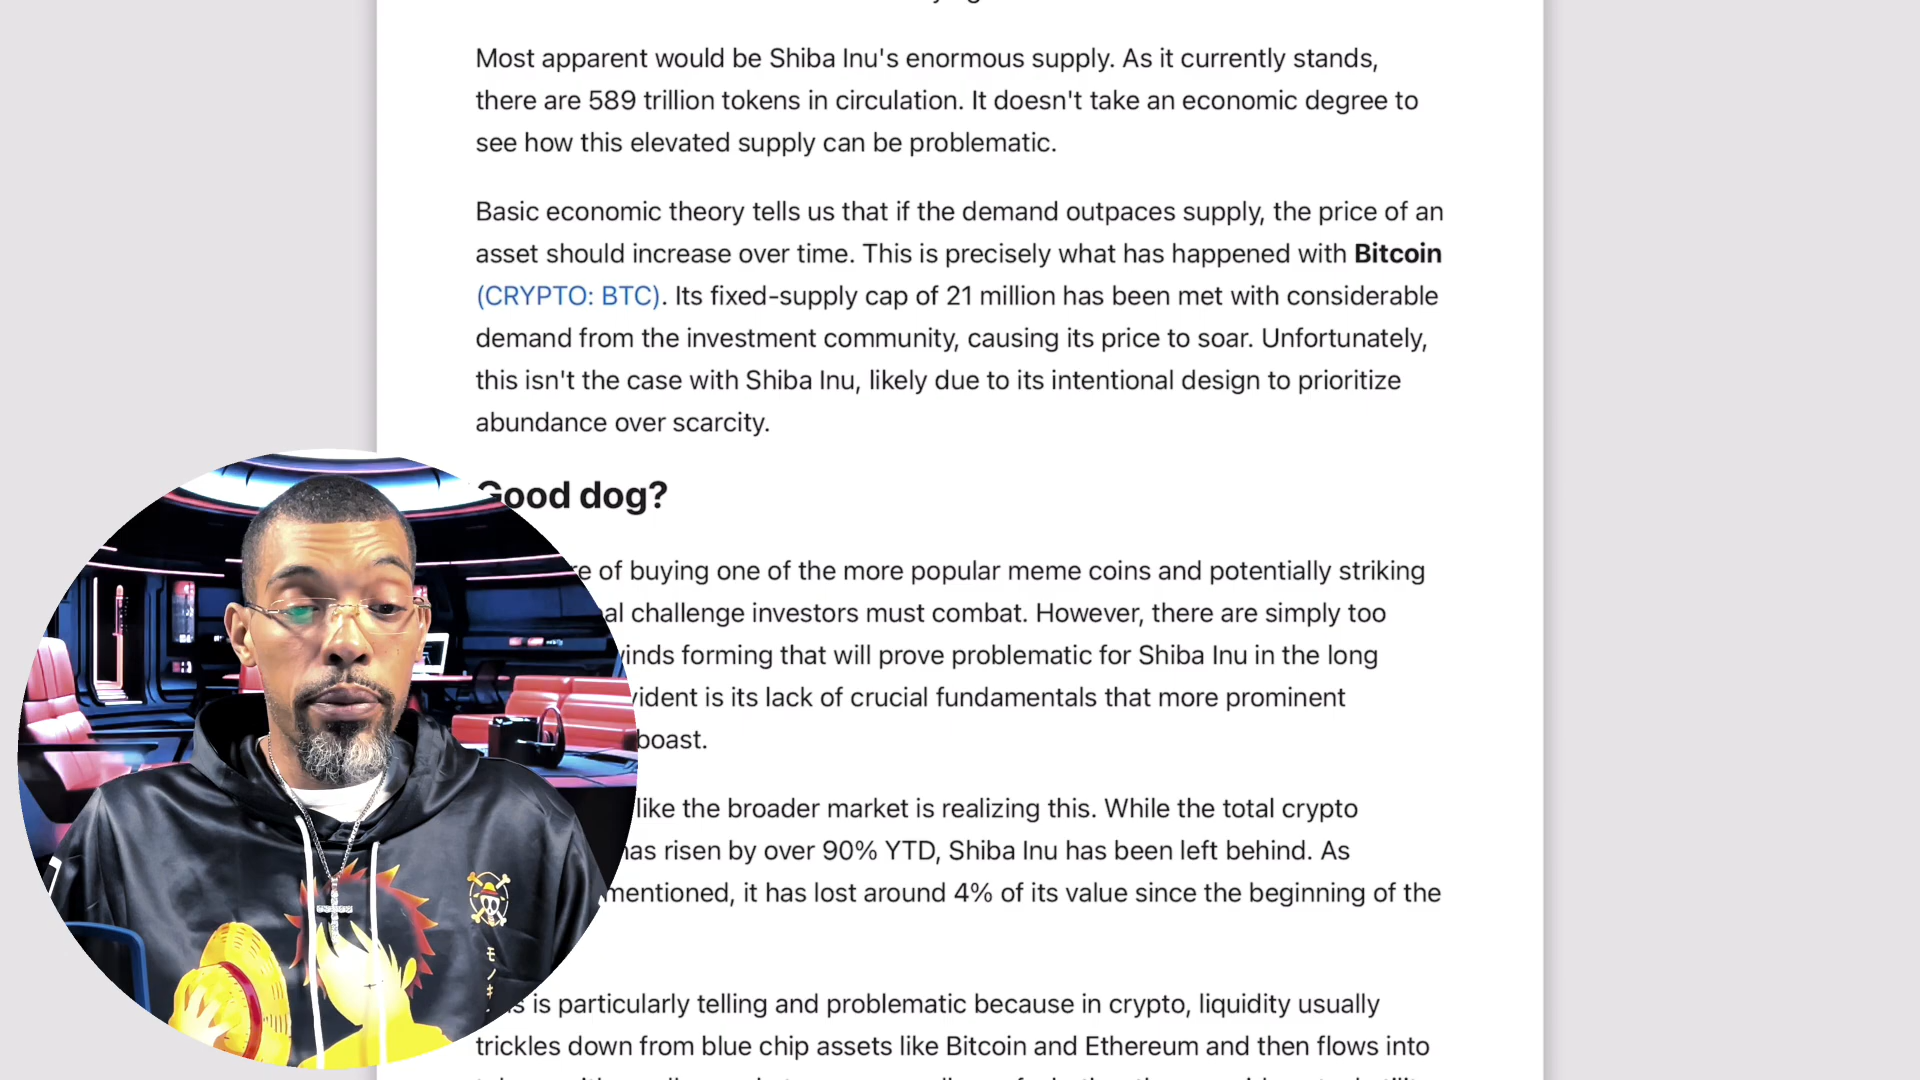 Most apparent would be Shiba Inu's enormous supply. As it currently stands,
there are 589 trillion tokens in circulation. It doesn't take an economic degree to
see how this elevated supply can be problematic.
Basic economic theory tells us that if the demand outpaces supply, the price of an
asset should increase over time. This is precisely what has happened with Bitcoin
(CRYPTO: BTC). Its fixed-supply cap of 21 million has been met with considerable
demand from the investment community, causing its price to soar. Unfortunately,
this isn't the case with Shiba Inu, likely due to its intentional design to prioritize
abundance over scarcity.
Good dog?
of buying one of the more popular meme coins and potentially striking
challenge investors must combat. However, there are simply too
forming that will prove problematic for Shiba Inu in the long
is its lack of crucial fundamentals that more prominent
boast.
like the broader market is realizing this. While the total crypto
has risen by over 90% YTD, Shiba Inu has been left behind. As
mentioned, it has lost around 4% of its value since the beginning of the
is particularly telling and problematic because in crypto, liquidity usually
trickles down from blue chip assets like Bitcoin and Ethereum and then flows into
モンキ